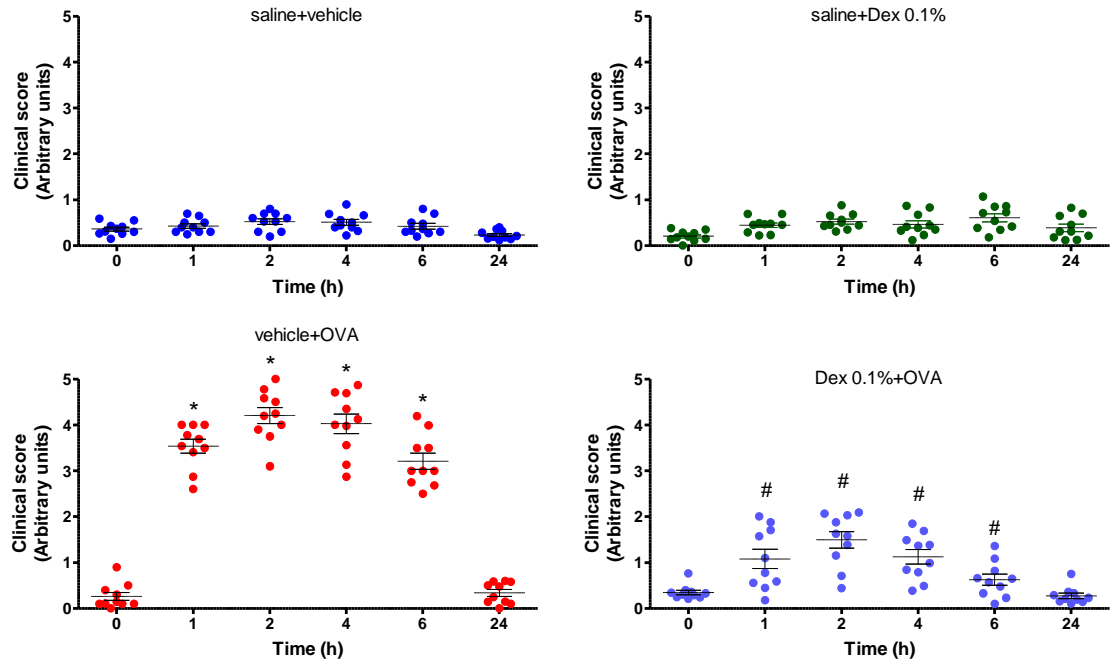 saline+vehicle
5
4
3
2
1
0
Clinical score
(Arbitrary units)
0 1 2 4 6 24
Time (h)
saline+Dex 0.1%
5
4
3
2
1
0
Clinical score
(Arbitrary units)
0 1 2 4 6 24
Time (h)
vehicle+OVA
* * * *
5
4
3
2
1
0
Clinical score
(Arbitrary units)
0 1 2 4 6 24
Time (h)
Dex 0.1%+OVA
# # # #
5
4
3
2
1
0
Clinical score
(Arbitrary units)
0 1 2 4 6 24
Time (h)